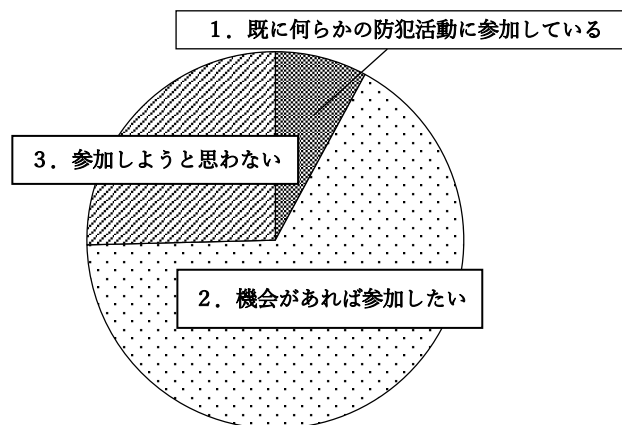 1．既に何らかの防犯活動に参加している
3．参加しようと思わない
2．機会があれば参加したい